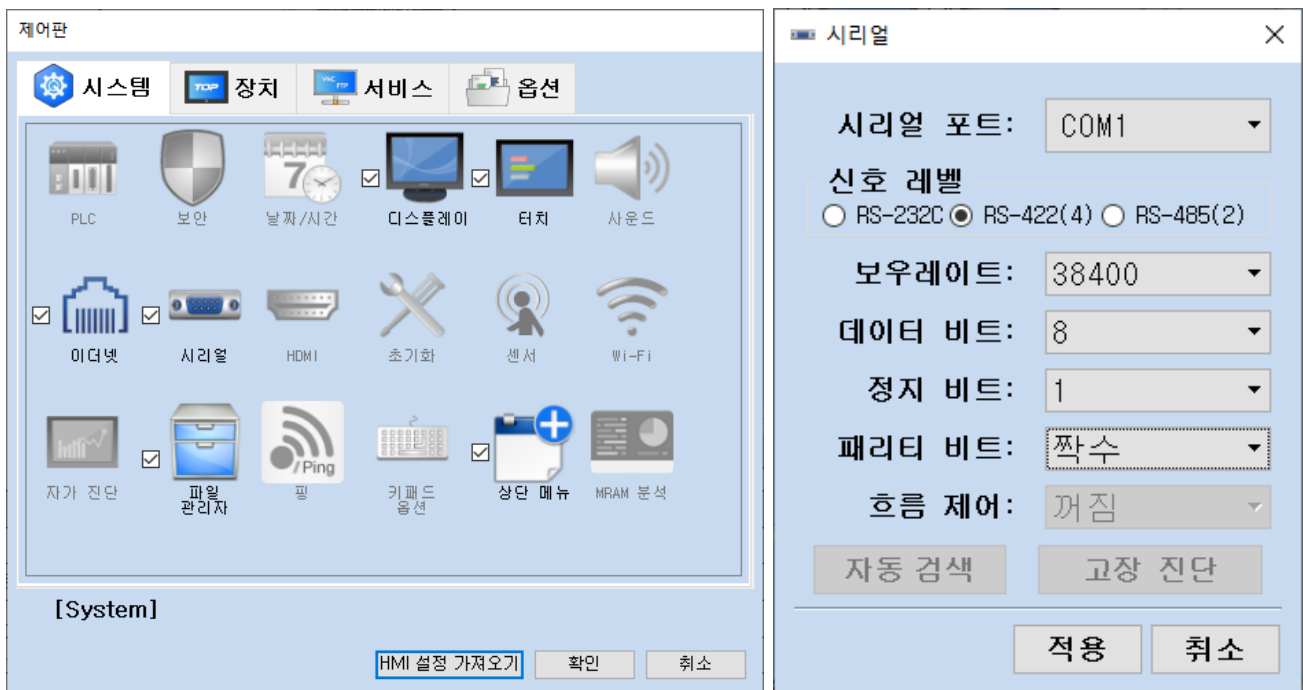 제어판
시스템
TOP
장치
VNC
FTP
서비스
옵션
PLC
보안
7
날짜/시간
디스플레이
터치
사운드
이더넷
시리얼
HDMI
초기화
센서
Wi-Fi
자가 진단
파일
관리자
/Ping
핑
키패드
옵션
상단 메뉴
MRAM 분석
[System]
HMI 설정 가져오기
확인
취소
시리얼
시리얼 포트: COM1
신호 레벨
RS-232C RS-422(4) RS-485(2)
보우레이트: 38400
데이터 비트: 8
정지 비트: 1
패리티 비트: 짝수
흐름 제어: 꺼짐
자동 검색 고장 진단
적용 취소